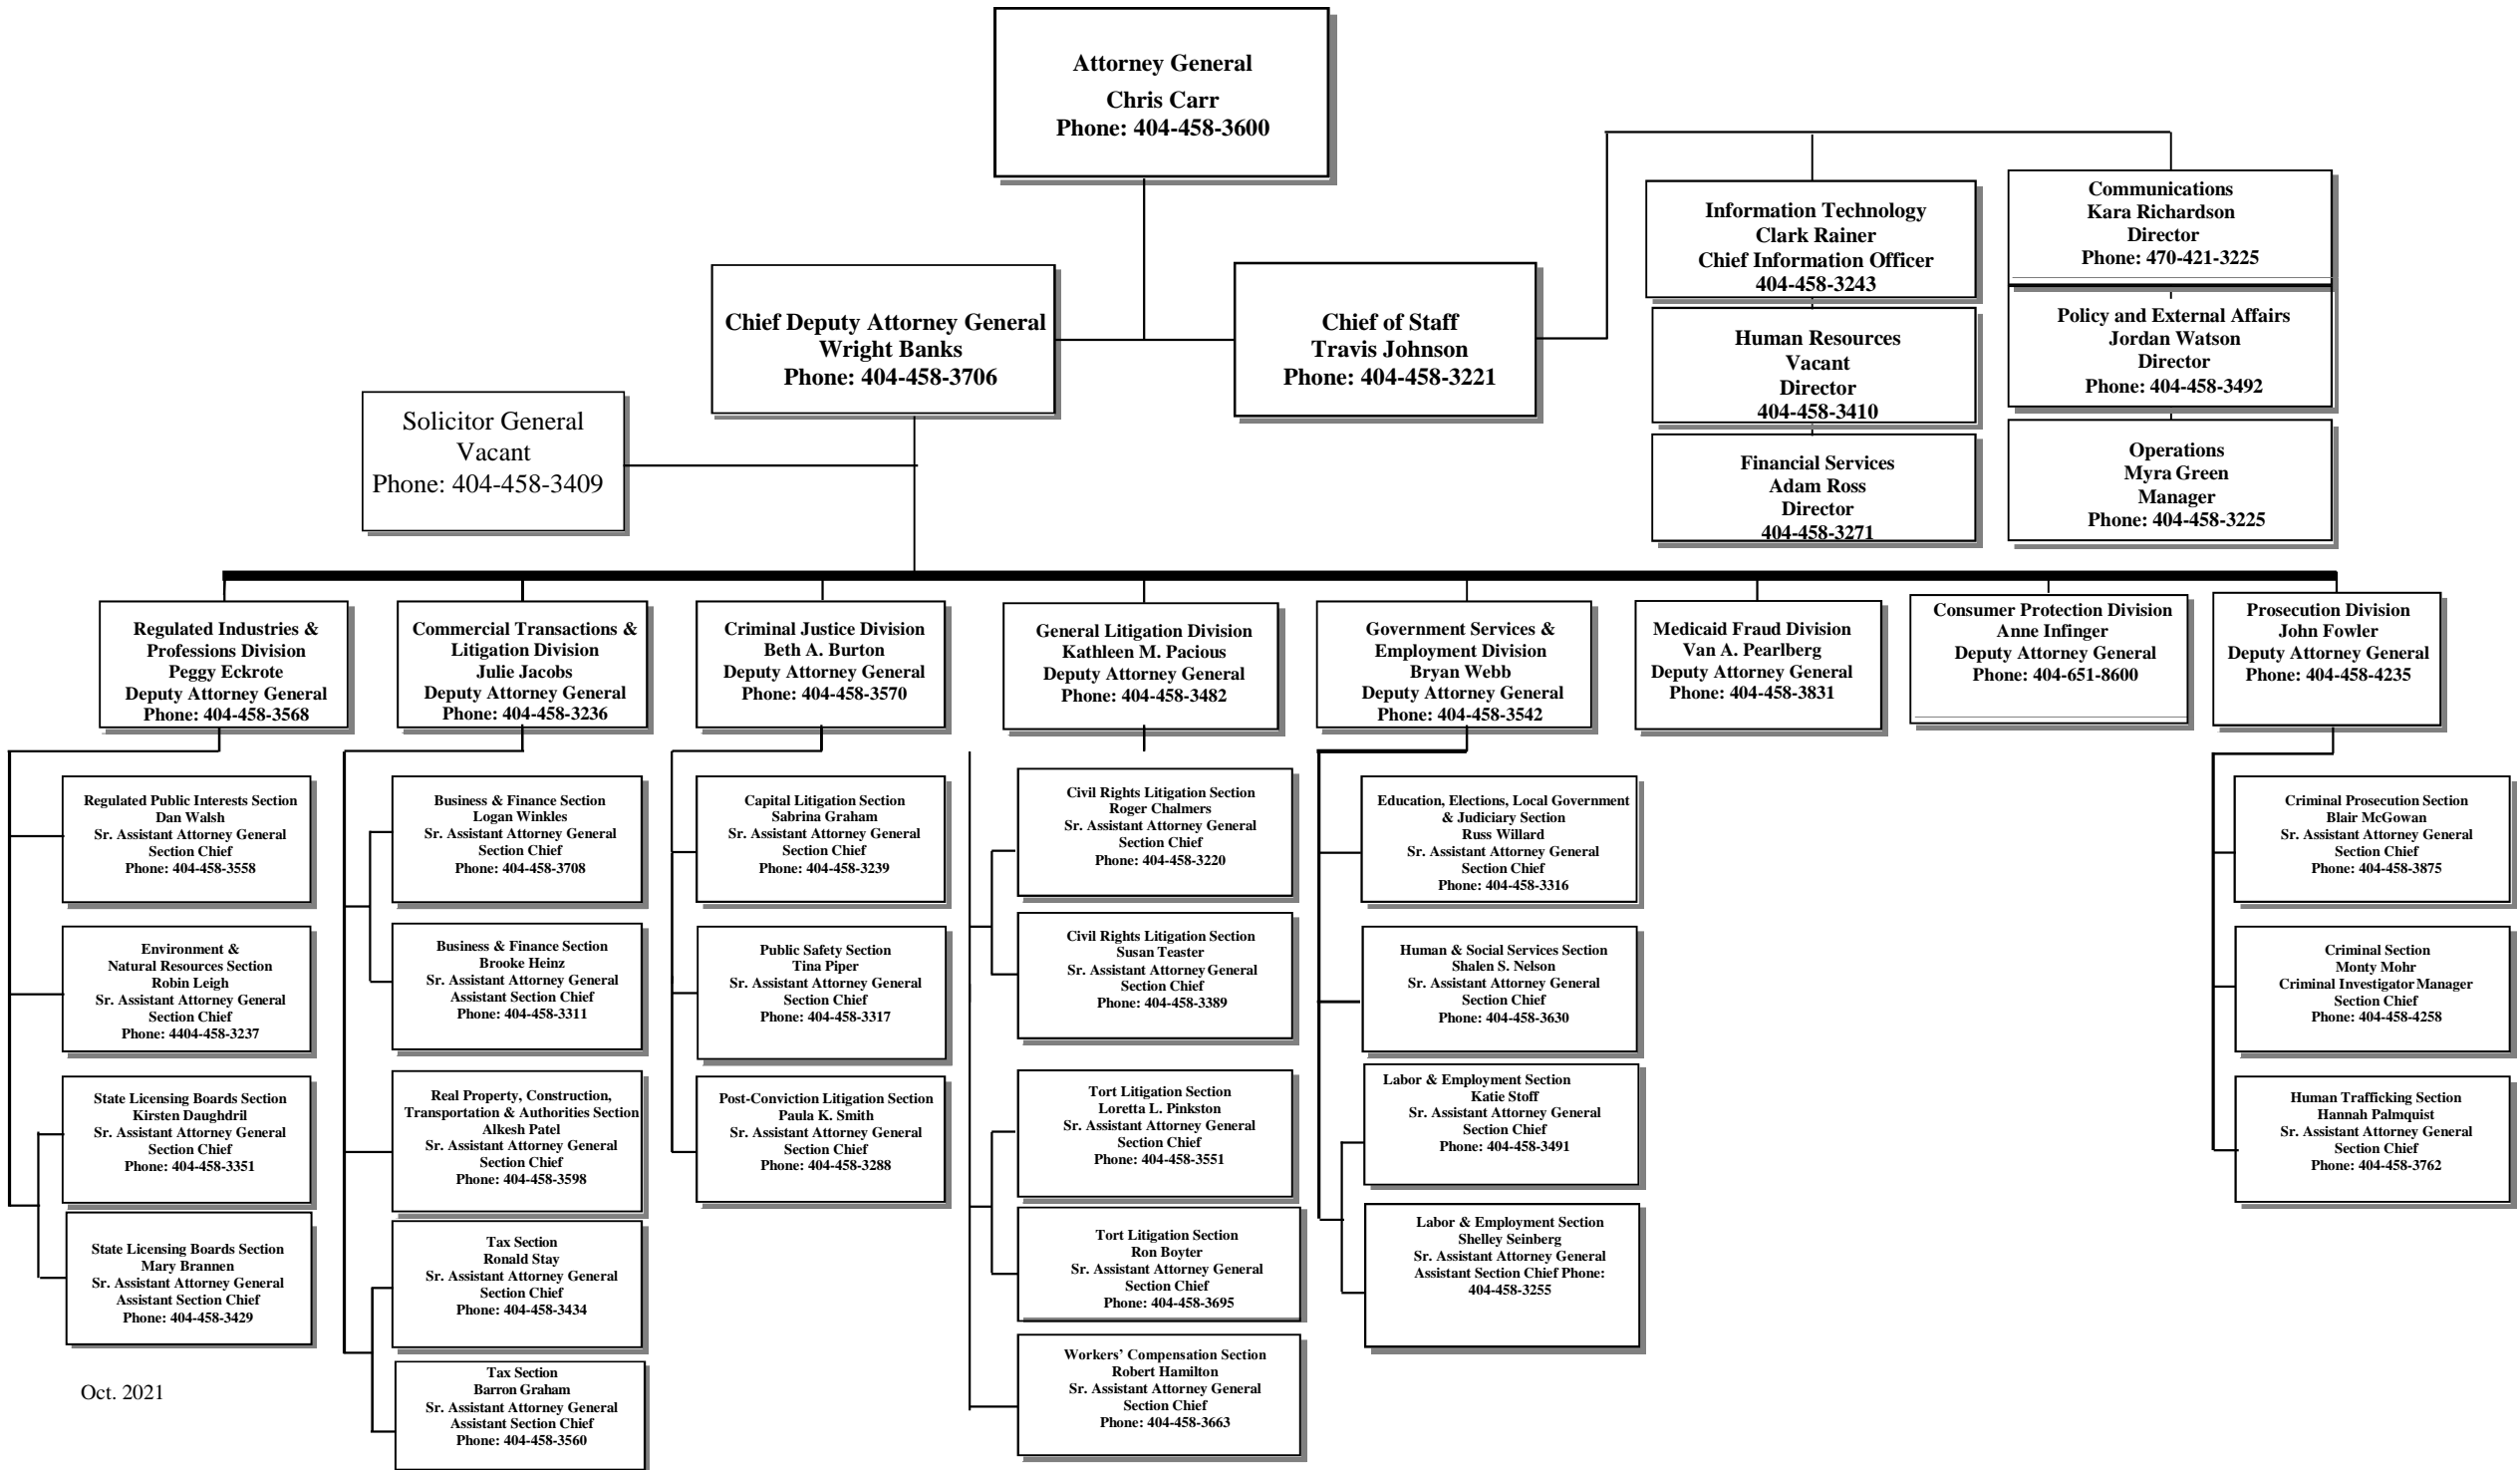 Attorney General
Chris Carr
Phone: 404-458-3600
Chief Deputy Attorney General
Wright Banks
Phone: 404-458-3706
Chief of Staff
Travis Johnson
Phone: 404-458-3221
Information Technology
Clark Rainer
Chief Information Officer
404-458-3243
Communications
Kara Richardson
Director
Phone: 470-421-3225
Human Resources
Vacant
Director
404-458-3410
Policy and External Affairs
Jordan Watson
Director
Phone: 404-458-3492
Financial Services
Adam Ross
Director
404-458-3271
Operations
Myra Green
Manager
Phone: 404-458-3225
Solicitor General
Vacant
Phone: 404-458-3409
Regulated Industries &
Professions Division
Peggy Eckrote
Deputy Attorney General
Phone: 404-458-3568
Commercial Transactions &
Litigation Division
Julie Jacobs
Deputy Attorney General
Phone: 404-458-3236
Criminal Justice Division
Beth A. Burton
Deputy Attorney General
Phone: 404-458-3570
General Litigation Division
Kathleen M. Pacious
Deputy Attorney General
Phone: 404-458-3482
Government Services &
Employment Division
Bryan Webb
Deputy Attorney General
Phone: 404-458-3542
Medicaid Fraud Division
Van A. Pearlberg
Deputy Attorney General
Phone: 404-458-3831
Consumer Protection Division
Anne Infinger
Deputy Attorney General
Phone: 404-651-8600
Prosecution Division
John Fowler
Deputy Attorney General
Phone: 404-458-4235
Regulated Public Interests Section
Dan Walsh
Sr. Assistant Attorney General
Section Chief
Phone: 404-458-3558
Environment &
Natural Resources Section
Robin Leigh
Sr. Assistant Attorney General
Section Chief
Phone: 4404-458-3237
State Licensing Boards Section
Kirsten Daughdril
Sr. Assistant Attorney General
Section Chief
Phone: 404-458-3351
State Licensing Boards Section
Mary Brannen
Sr. Assistant Attorney General
Assistant Section Chief
Phone: 404-458-3429
Business & Finance Section
Logan Winkles
Sr. Assistant Attorney General
Section Chief
Phone: 404-458-3708
Business & Finance Section
Brooke Heinz
Sr. Assistant Attorney General
Assistant Section Chief
Phone: 404-458-3311
Real Property, Construction,
Transportation & Authorities Section
Alkesh Patel
Sr. Assistant Attorney General
Section Chief
Phone: 404-458-3598
Tax Section
Ronald Stay
Sr. Assistant Attorney General
Section Chief
Phone: 404-458-3434
Tax Section
Barron Graham
Sr. Assistant Attorney General
Assistant Section Chief
Phone: 404-458-3560
Capital Litigation Section
Sabrina Graham
Sr. Assistant Attorney General
Section Chief
Phone: 404-458-3239
Public Safety Section
Tina Piper
Sr. Assistant Attorney General
Section Chief
Phone: 404-458-3317
Post-Conviction Litigation Section
Paula K. Smith
Sr. Assistant Attorney General
Section Chief
Phone: 404-458-3288
Civil Rights Litigation Section
Roger Chalmers
Sr. Assistant Attorney General
Section Chief
Phone: 404-458-3220
Civil Rights Litigation Section
Susan Teaster
Sr. Assistant Attorney General
Section Chief
Phone: 404-458-3389
Tort Litigation Section
Loretta L. Pinkston
Sr. Assistant Attorney General
Section Chief
Phone: 404-458-3551
Tort Litigation Section
Ron Boyter
Sr. Assistant Attorney General
Section Chief
Phone: 404-458-3695
Workers’ Compensation Section
Robert Hamilton
Sr. Assistant Attorney General
Section Chief
Phone: 404-458-3663
Education, Elections, Local Government
& Judiciary Section
Russ Willard
Sr. Assistant Attorney General
Section Chief
Phone: 404-458-3316
Human & Social Services Section
Shalen S. Nelson
Sr. Assistant Attorney General
Section Chief
Phone: 404-458-3630
Labor & Employment Section
Katie Stoff
Sr. Assistant Attorney General
Section Chief
Phone: 404-458-3491
Labor & Employment Section
Shelley Seinberg
Sr. Assistant Attorney General
Assistant Section Chief Phone:
404-458-3255
Criminal Prosecution Section
Blair McGowan
Sr. Assistant Attorney General
Section Chief
Phone: 404-458-3875
Criminal Section
Monty Mohr
Criminal Investigator Manager
Section Chief
Phone: 404-458-4258
Human Trafficking Section
Hannah Palmquist
Sr. Assistant Attorney General
Section Chief
Phone: 404-458-3762
Oct. 2021